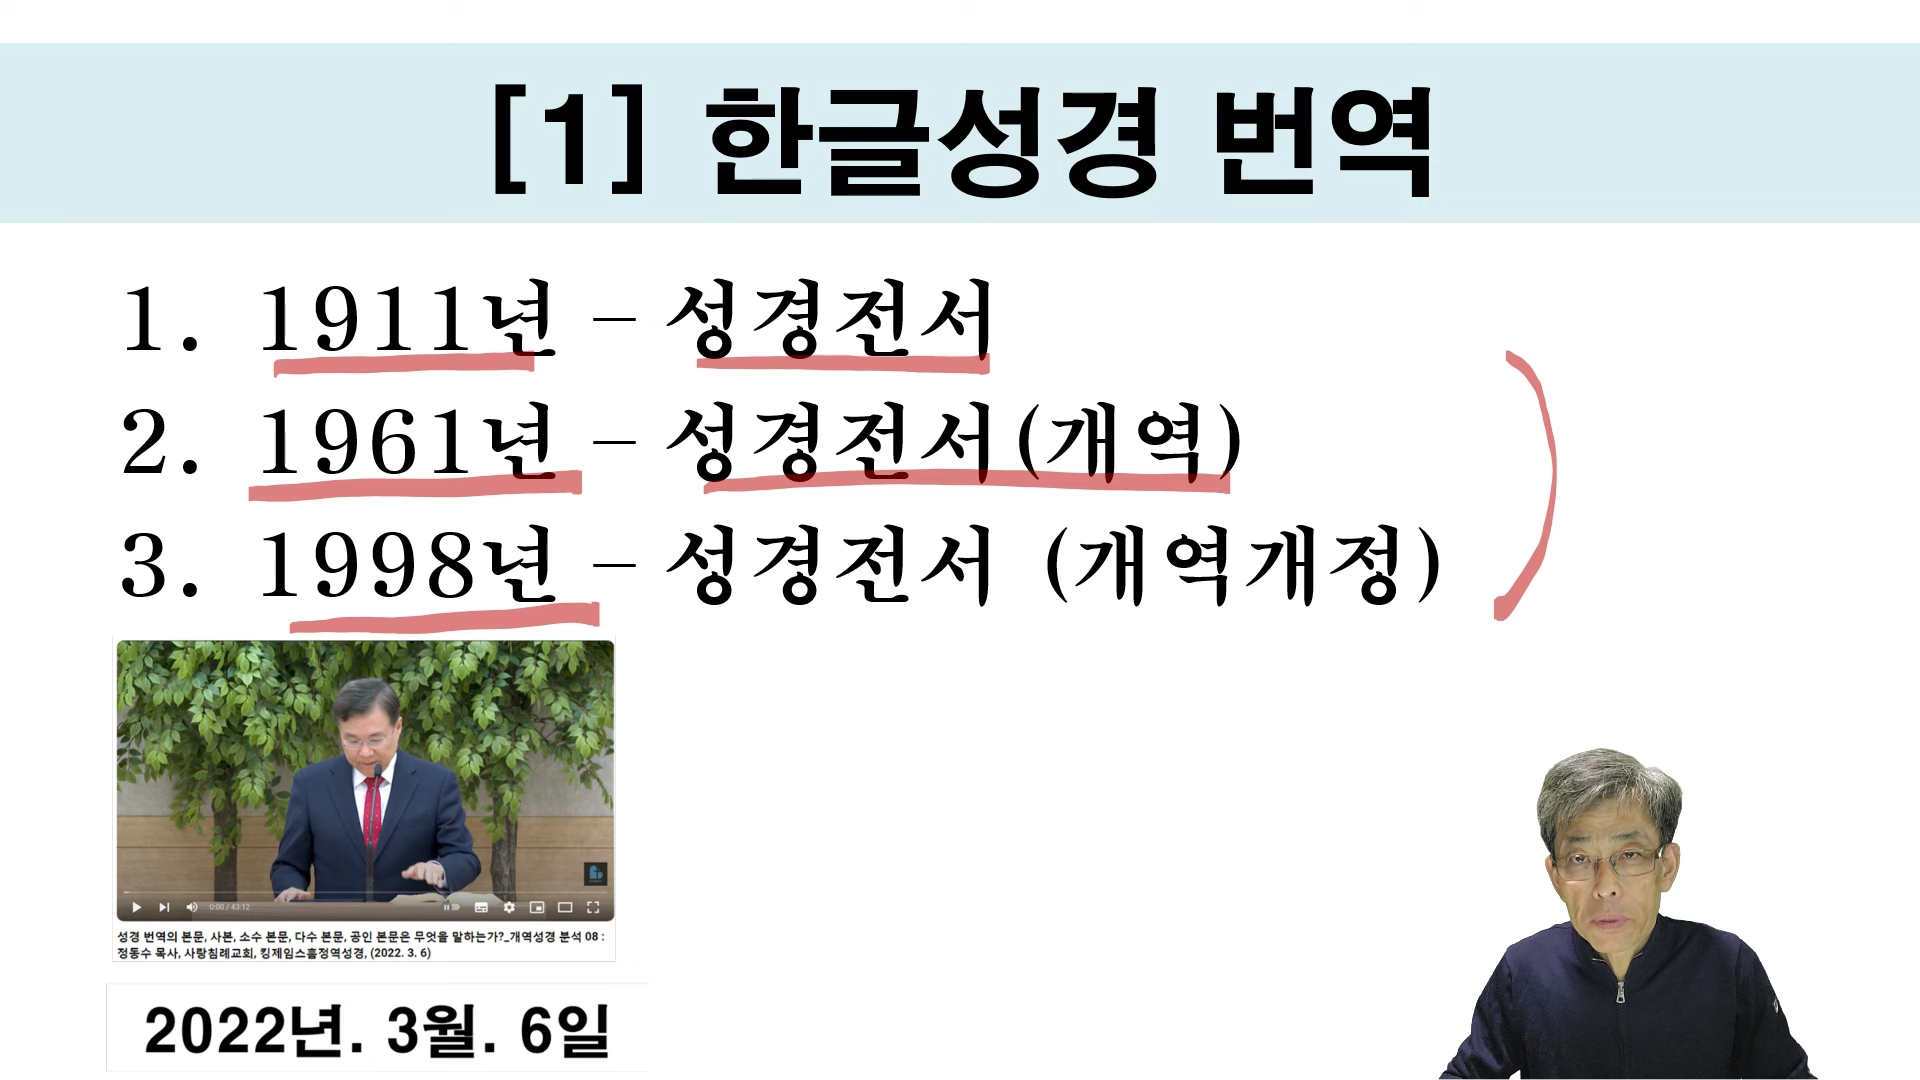 [1] 한글성경 번역
1. 1911년 – 성경전서
2. 1961년 – 성경전서(개역)
3. 1998년 – 성경전서 (개역개정)
0:00 / 43:12
성경 번역의 본문, 사본, 소수 본문, 다수 본문, 공인 본문은 무엇을 말하는가?_개역성경 분석 08 :
정동수 목사, 사랑침례교회, 킹제임스흠정역성경, (2022. 3. 6)
2022년. 3월. 6일